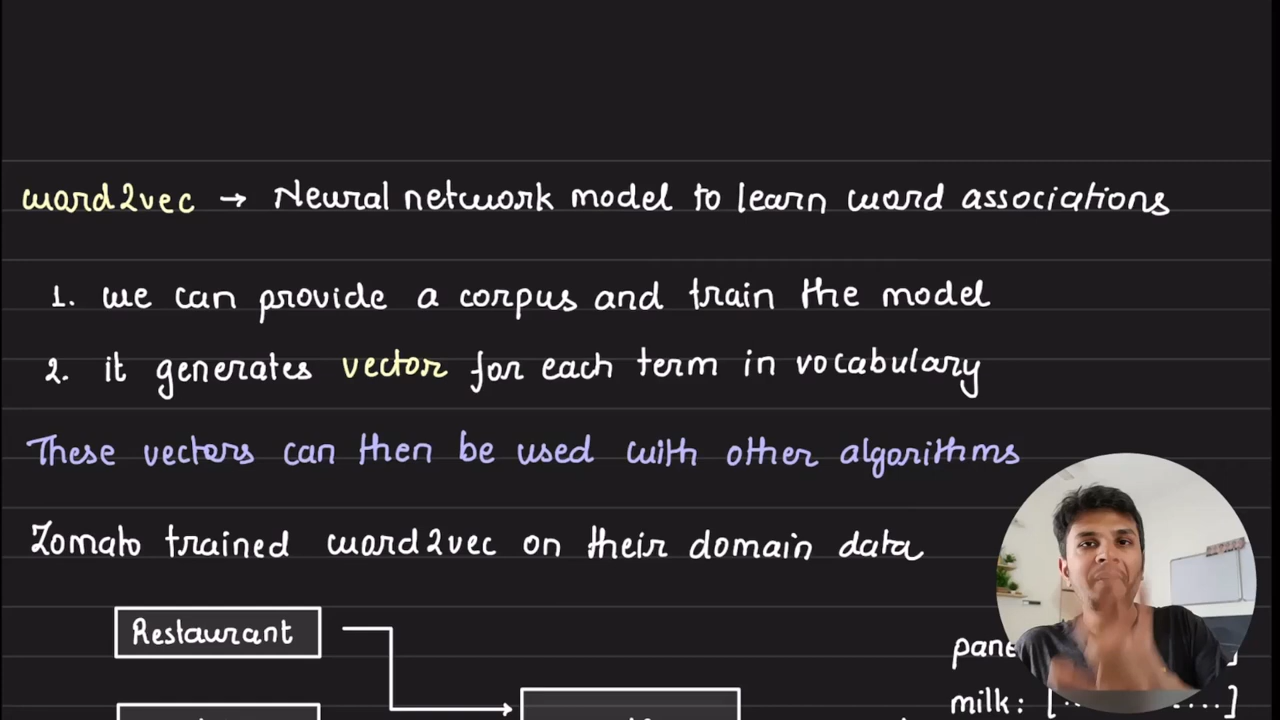 word2vec → Neural network model to learn word associations
1. we can provide a corpus and train the model
2. it generates vector for each term in vocabulary
These vectors can then be used with other algorithms
Zomato trained word2vec on their domain data
Restaurant
milk: [.. ....]